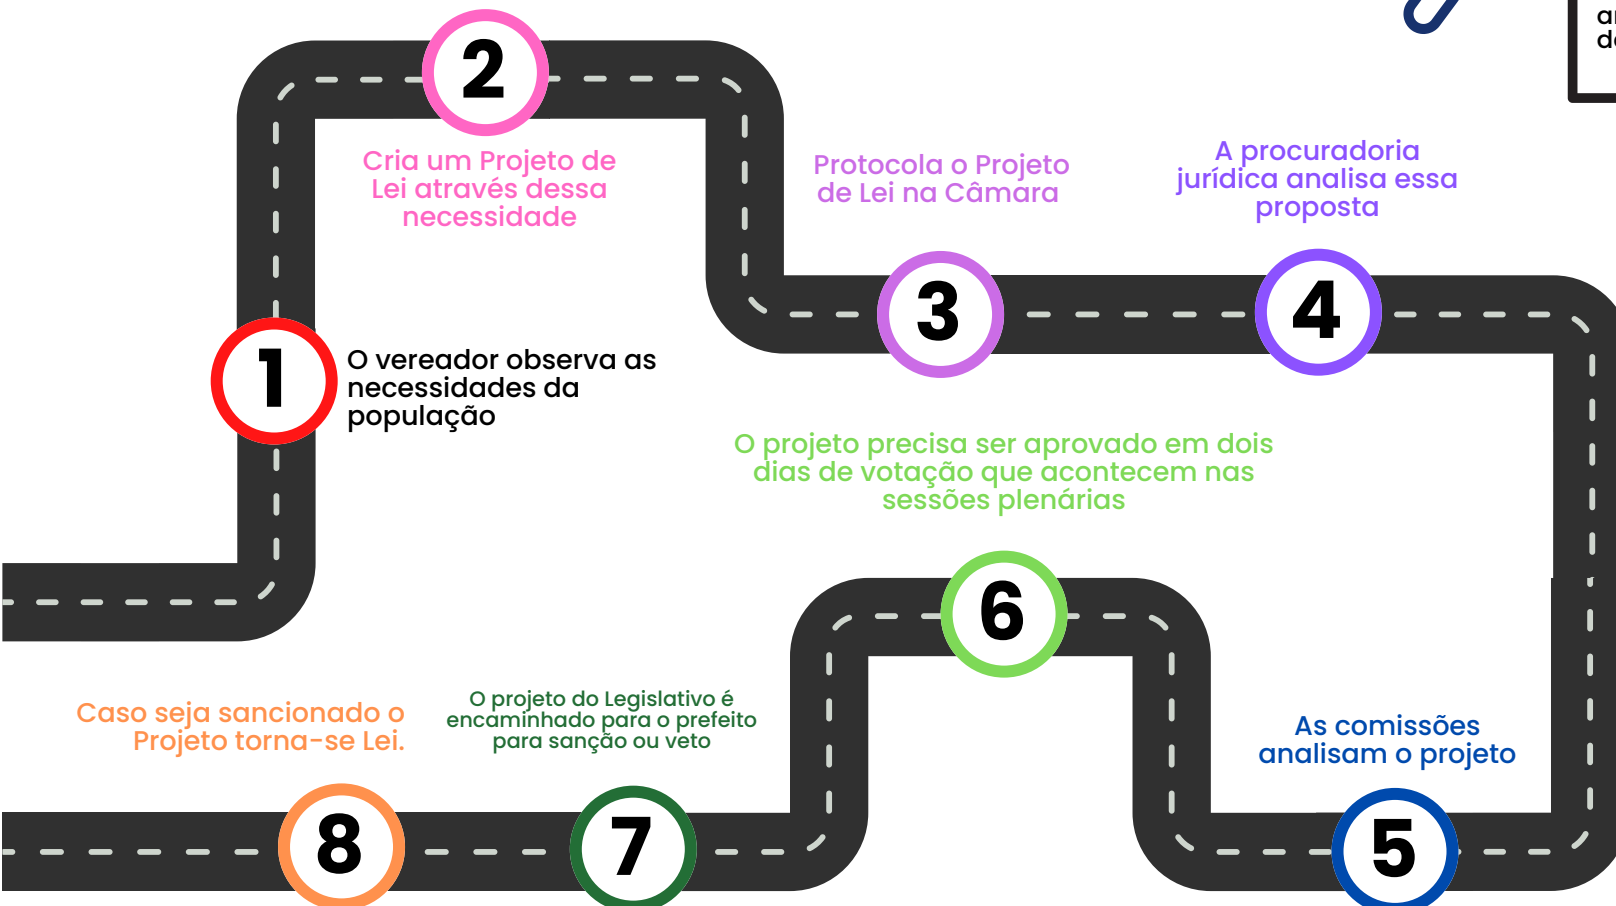 2
Cria um Projeto de
Lei através dessa
necessidade
1
O vereador observa as
necessidades da
população
Protocola o Projeto
de Lei na Câmara
3
A procuradoria
jurídica analisa essa
proposta
4
O projeto precisa ser aprovado em dois
dias de votação que acontecem nas
sessões plenárias
6
As comissões
analisam o projeto
5
O projeto do Legislativo é
encaminhado para o prefeito
para sanção ou veto
7
Caso seja sancionado o
Projeto torna-se Lei.
8